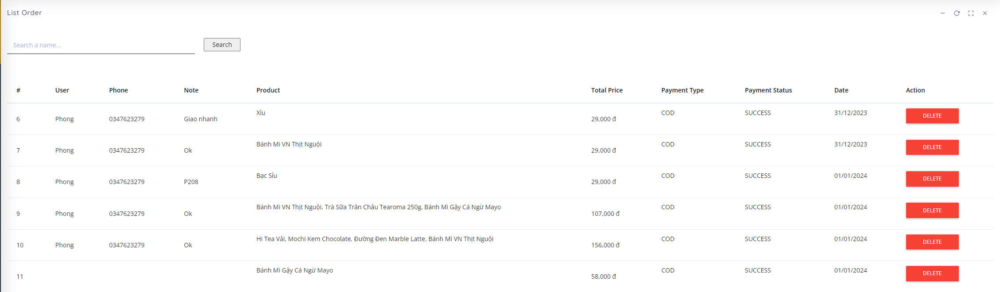 List Order
Search a name...
Search
# User Phone Note Product Total Price Payment Type Payment Status Date Action
6 Phong 0347623279 Giao nhanh Xỉu 29,000 đ COD SUCCESS 31/12/2023 DELETE
7 Phong 0347623279 Ok Bánh Mì VN Thịt Nguội 29,000 đ COD SUCCESS 31/12/2023 DELETE
8 Phong 0347623279 P208 Bạc Sỉu 29,000 đ COD SUCCESS 01/01/2024 DELETE
9 Phong 0347623279 Ok Bánh Mì VN Thịt Nguội, Trà Sữa Trân Châu Tearoma 250g, Bánh Mì Gậy Cá Ngừ Mayo 107,000 đ COD SUCCESS 01/01/2024 DELETE
10 Phong 0347623279 Ok Hi Tea Vải, Mochi Kem Chocolate, Đường Đen Marble Latte, Bánh Mì VN Thịt Nguội 156,000 đ COD SUCCESS 01/01/2024 DELETE
11 Bánh Mì Gậy Cá Ngừ Mayo 58,000 đ COD SUCCESS 01/01/2024 DELETE